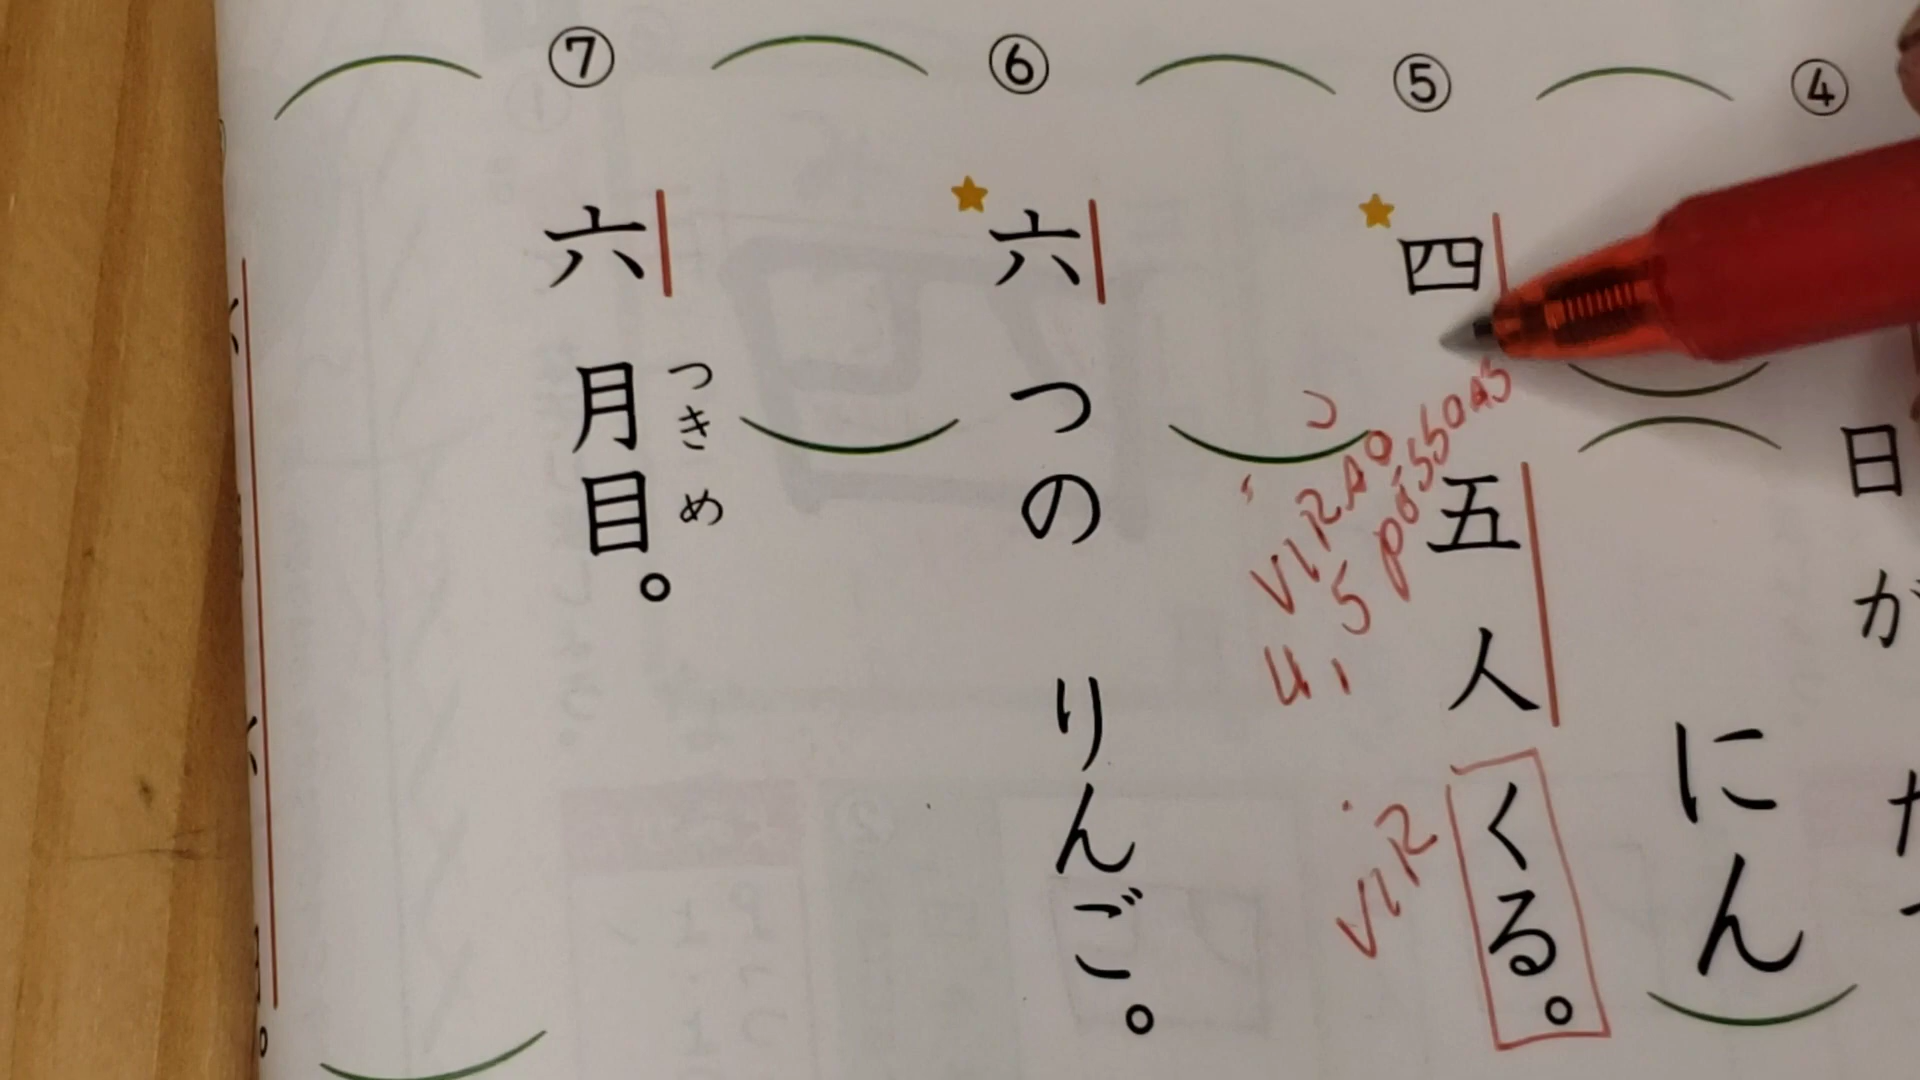 ④
日が
にん
⑤
四 五人 くる。
VIRÃO
4, 5 pessoas
VIR
⑥
六つの りんご。
⑦
六月目。
つき め